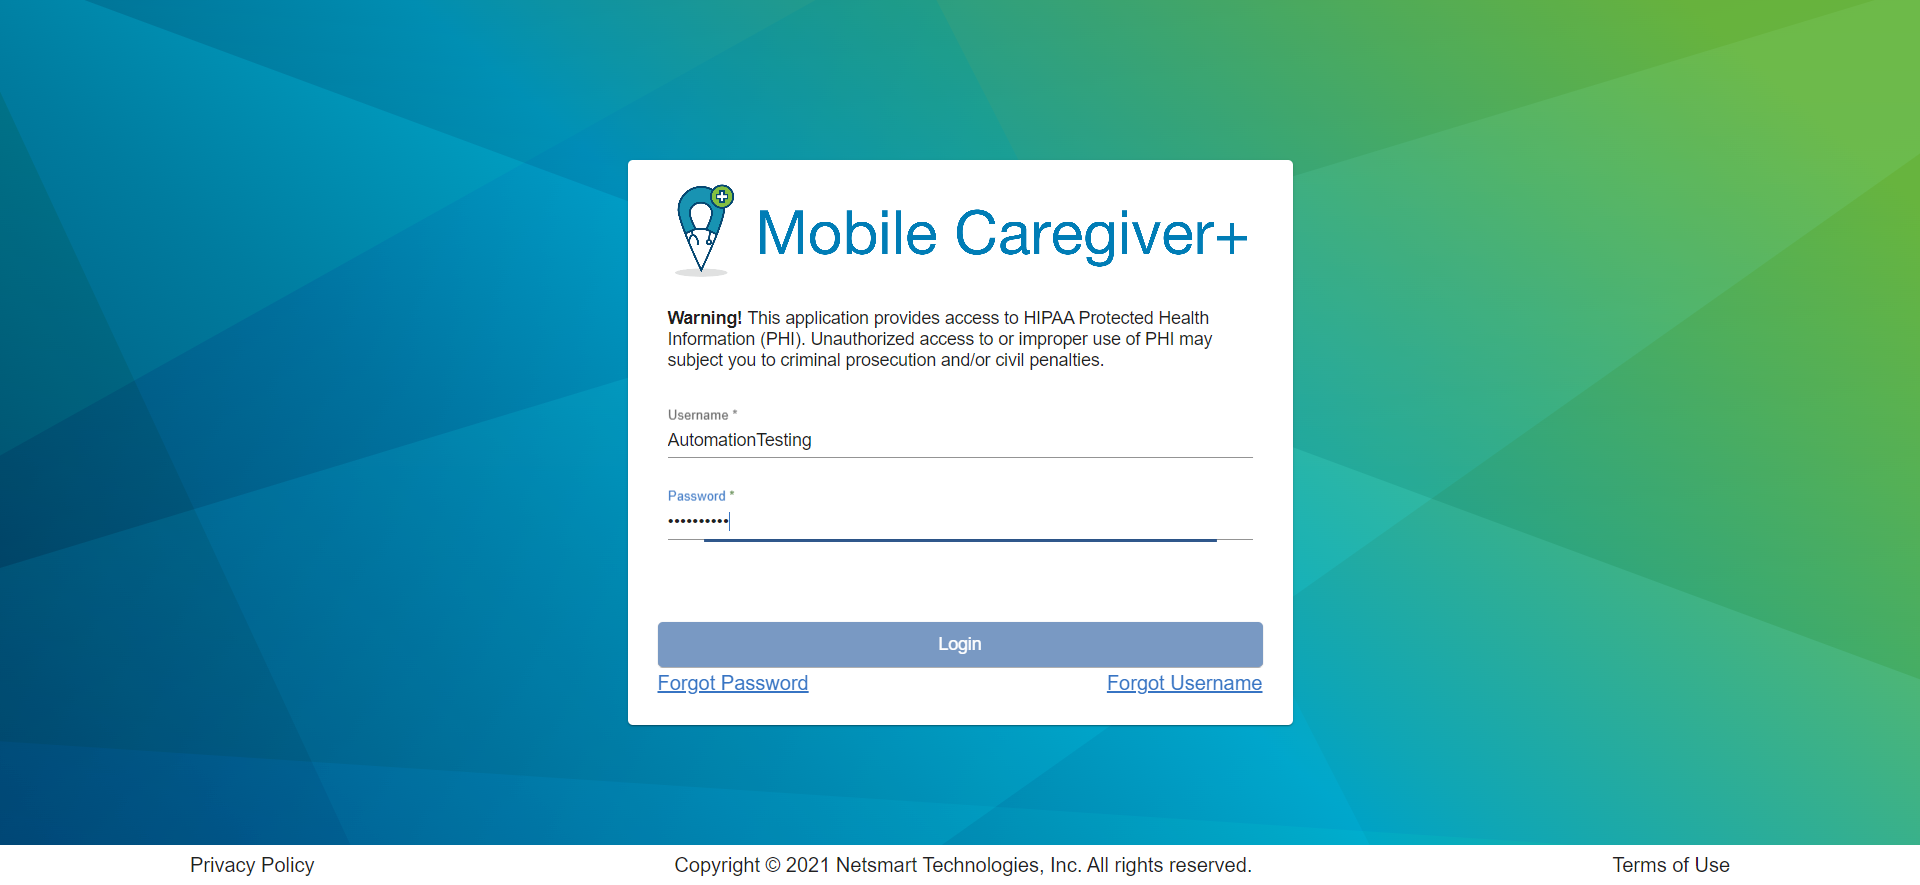 Mobile Caregiver+
Warning! This application provides access to HIPAA Protected Health
Information (PHI). Unauthorized access to or improper use of PHI may
subject you to criminal prosecution and/or civil penalties.
Username *
AutomationTesting
Password *
••••••••••
Login
Forgot Password
Forgot Username
Privacy Policy
Copyright © 2021 Netsmart Technologies, Inc. All rights reserved.
Terms of Use